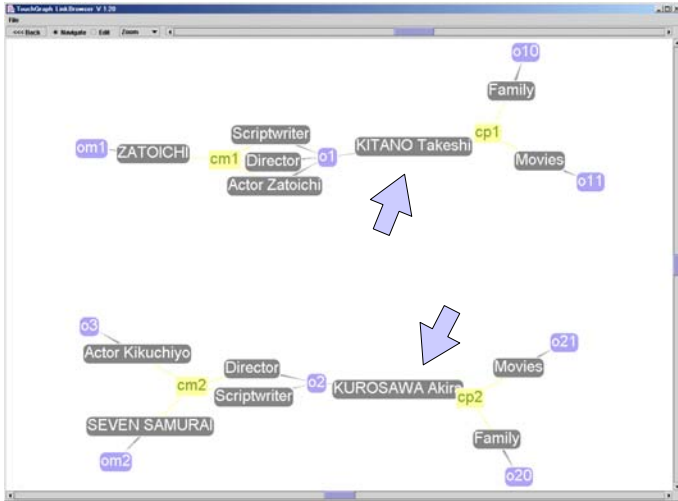 TouchGraph LinkBrowser V 1.20
File
<<< Back Navigate Edit Zoom
o10
Family
Scriptwriter
cp1
om1 ZATOICHI cm1 Director o1 KITANO Takeshi
Movies
Actor Zatoichi
o11
o3
Actor Kikuchiyo
o21
Director
Movies
cm2
o2 KUROSAWA Akira
Scriptwriter
cp2
SEVEN SAMURAI
Family
om2
o20